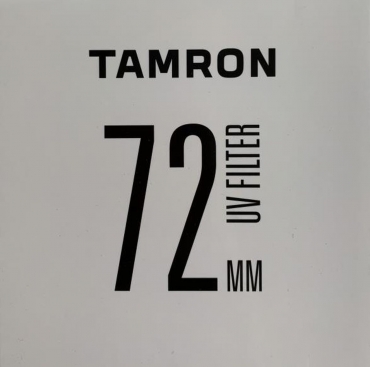 TAMRON
72
UV FILTER
MM